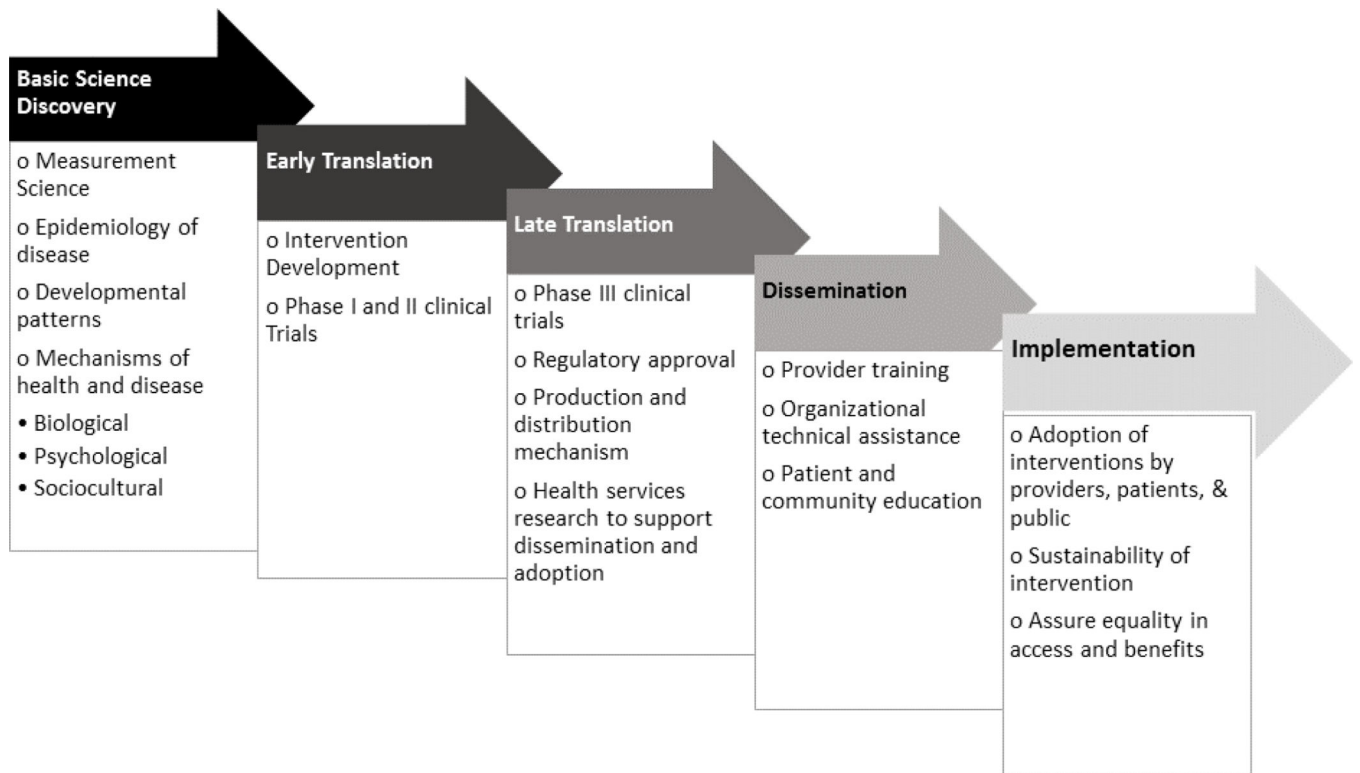 Basic Science
Discovery
o Measurement
Science
o Epidemiology of
disease
o Developmental
patterns
o Mechanisms of
health and disease
• Biological
• Psychological
• Sociocultural
Early Translation
o Intervention
Development
o Phase I and II clinical
Trials
Late Translation
o Phase III clinical
trials
o Regulatory approval
o Production and
distribution
mechanism
o Health services
research to support
dissemination and
adoption
Dissemination
o Provider training
o Organizational
technical assistance
o Patient and
community education
Implementation
o Adoption of
interventions by
providers, patients, &
public
o Sustainability of
intervention
o Assure equality in
access and benefits